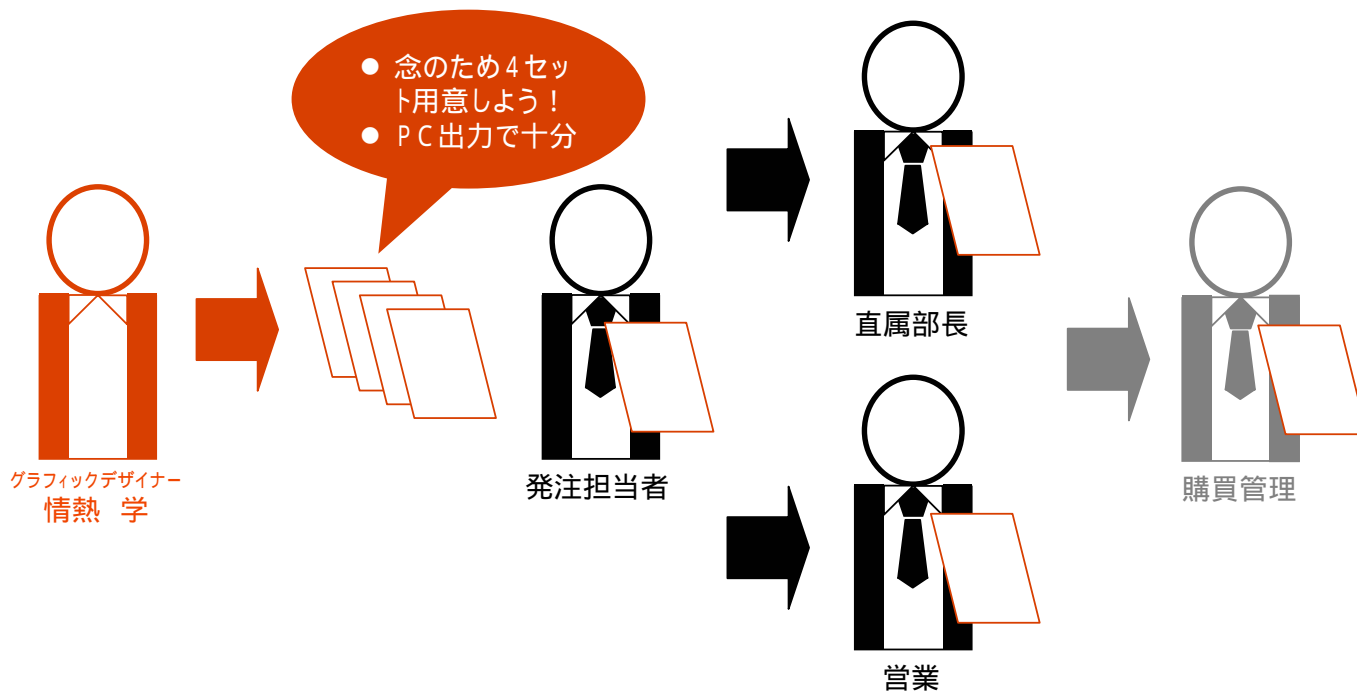 ● 念のため4セッ
ト用意しよう!
● PC出力で十分
グラフィックデザイナー
情熱 学
発注担当者
直属部長
営業
購買管理